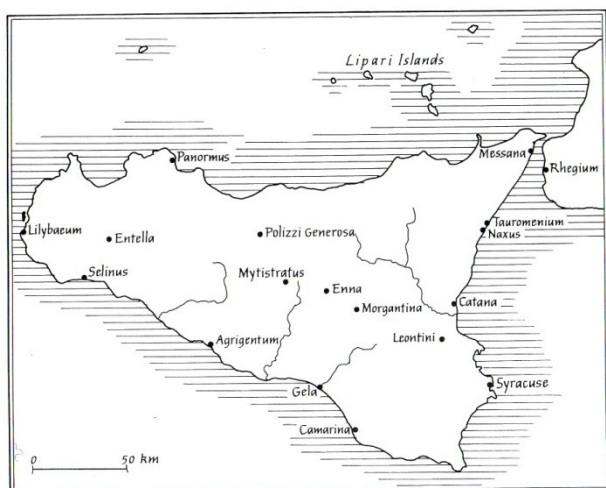 Lipari Islands
Panormus
Messana
Rhegium
Lilybaeum
Entella
Polizzi Generosa
Tauromenium
Naxus
Selinus
Mytistratus
Enna
Morgantina
Catana
Agrigentum
Leontini
Gela
Syracuse
Camarina
0 50 km